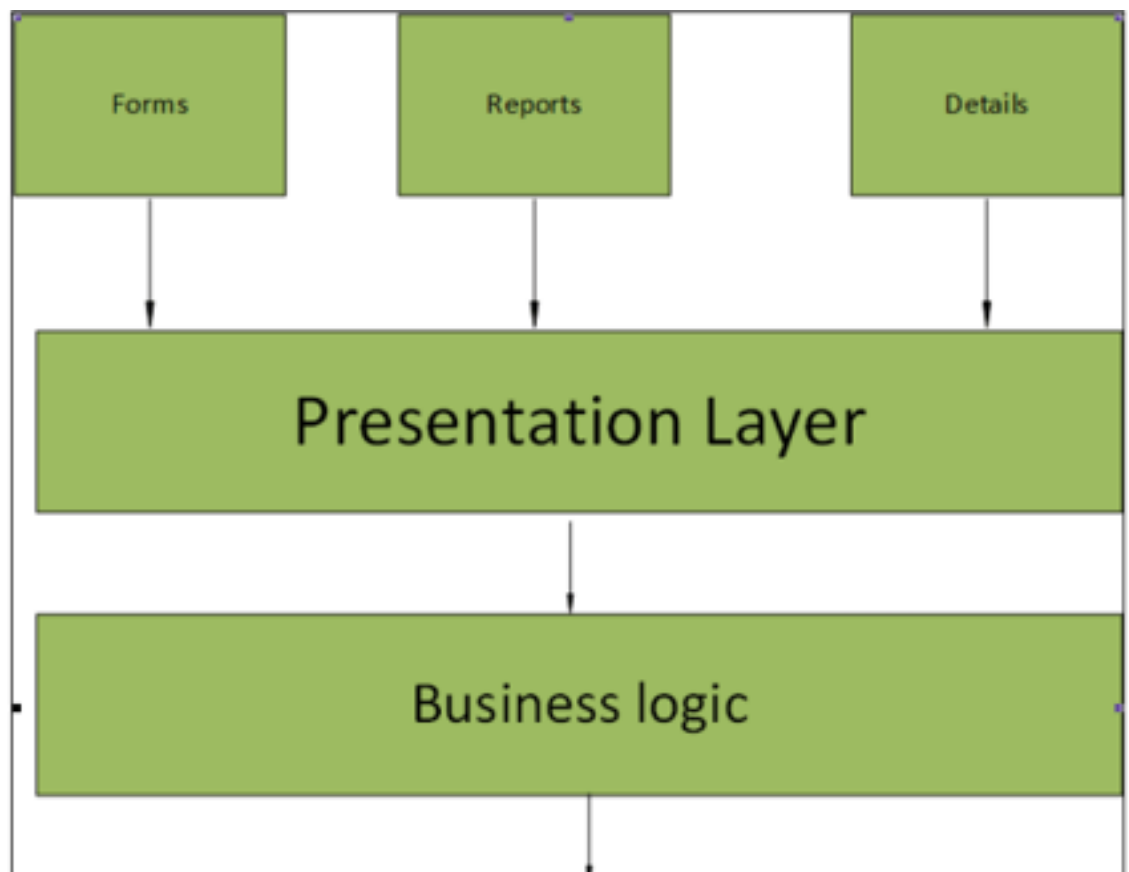 Forms
Reports
Details
Presentation Layer
Business logic